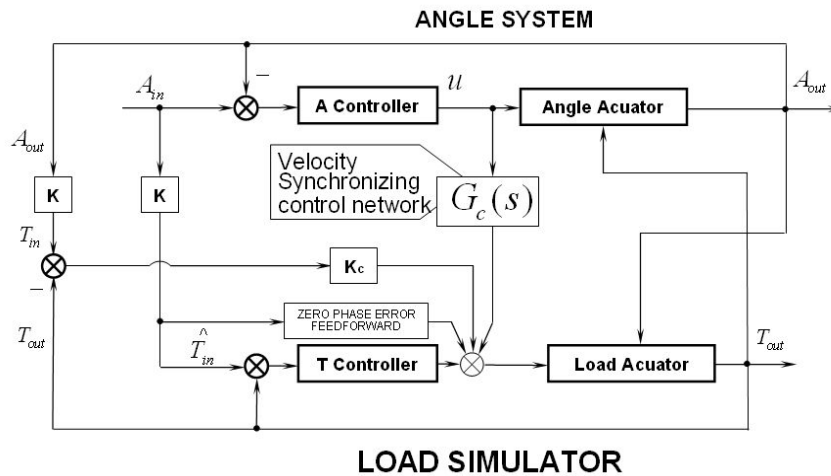 ANGLE SYSTEM
A_in
−
A Controller
u
Angle Acuator
A_out
A_out
Velocity
Synchronizing
control network
G_c(s)
K
K
T_in
K_c
−
ZERO PHASE ERROR
FEEDFORWARD
T_out
T̂_in
T Controller
Load Acuator
T_out
LOAD SIMULATOR